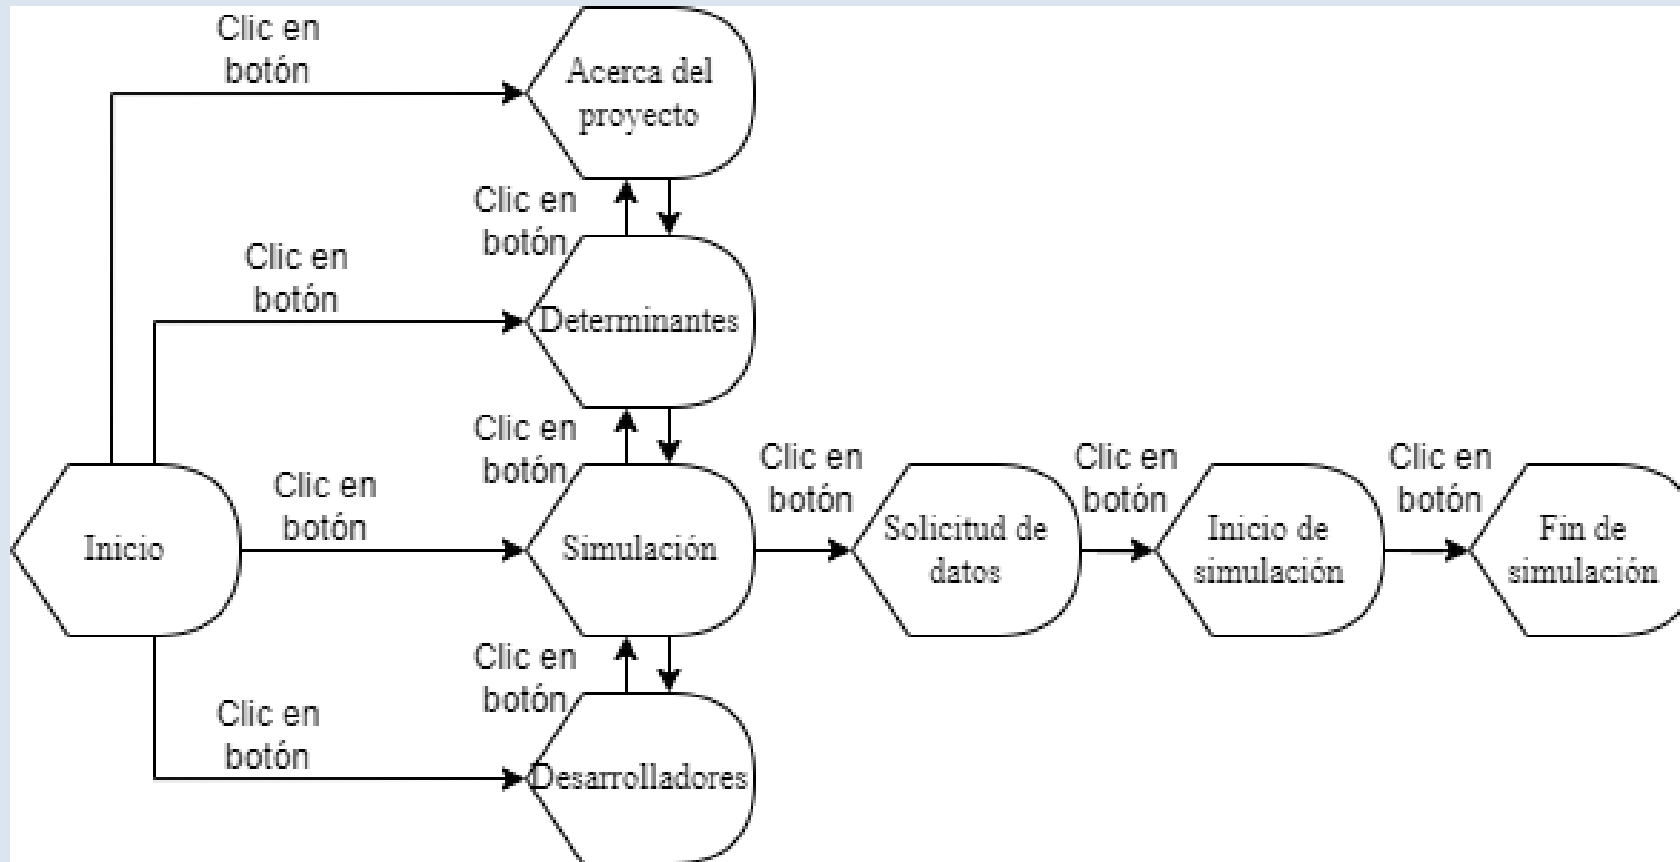 Clic en
botón
Acerca del
proyecto
Clic en
botón
Clic en
botón
Determinantes
Clic en
botón
Clic en
botón
Clic en
botón
Clic en
botón
Clic en
botón
Inicio
Simulación
Solicitud de
datos
Inicio de
simulación
Fin de
simulación
Clic en
botón
Clic en
botón
Desarrolladores